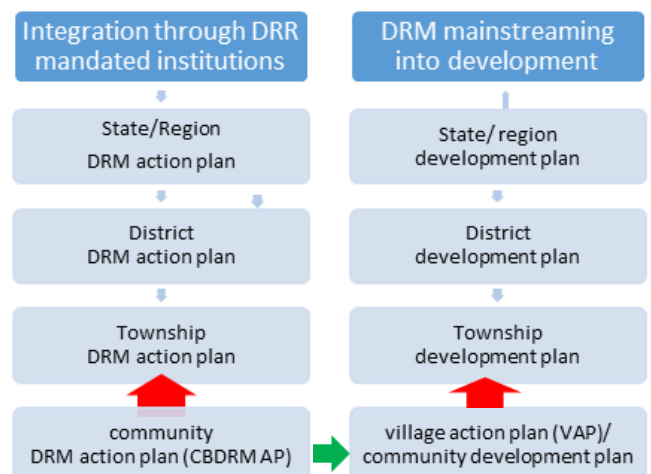 Integration through DRR
mandated institutions
State/Region
DRM action plan
District
DRM action plan
Township
DRM action plan
community
DRM action plan (CBDRM AP)
DRM mainstreaming
into development
State/ region
development plan
District
development plan
Township
development plan
village action plan (VAP)/
community development plan